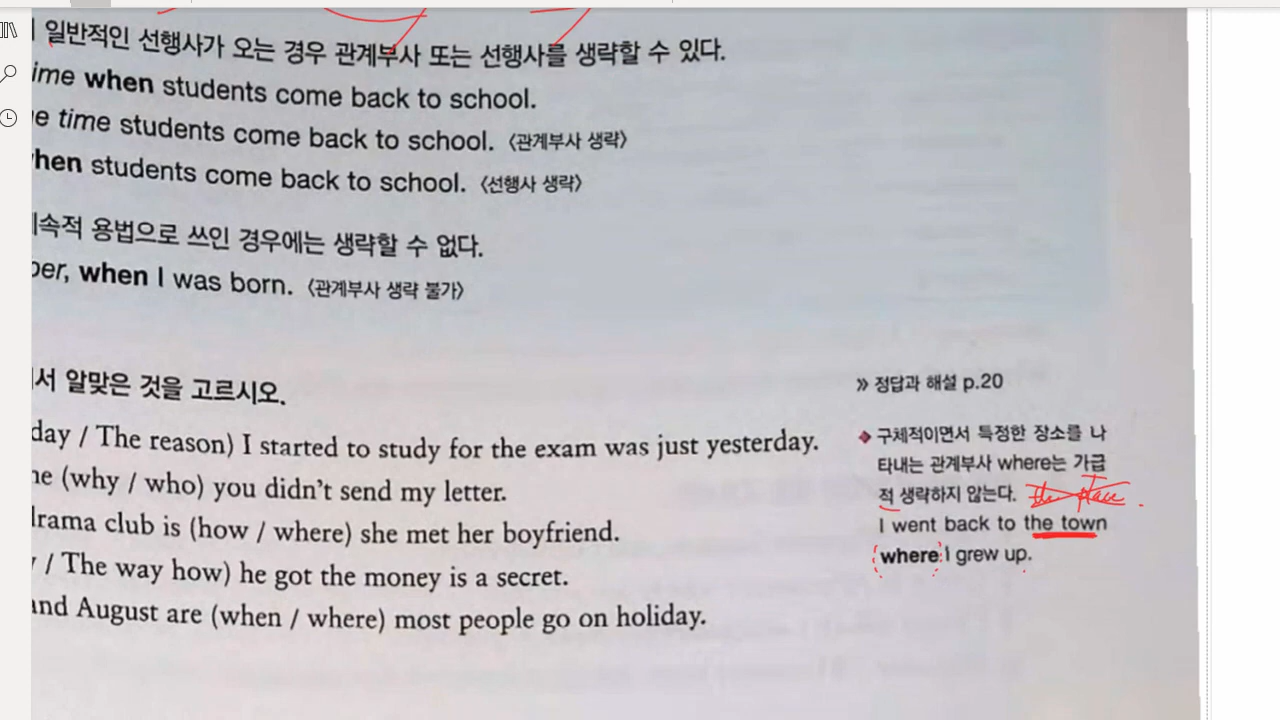 일반적인 선행사가 오는 경우 관계부사 또는 선행사를 생략할 수 있다.
ime when students come back to school.
e time students come back to school. 〈관계부사 생략〉
when students come back to school. 〈선행사 생략〉
속적 용법으로 쓰인 경우에는 생략할 수 없다.
ber, when I was born. 〈관계부사 생략 불가〉
서 알맞은 것을 고르시오.
» 정답과 해설 p.20
day / The reason) I started to study for the exam was just yesterday.
ne (why / who) you didn't send my letter.
drama club is (how / where) she met her boyfriend.
/ The way how) he got the money is a secret.
and August are (when / where) most people go on holiday.
구체적이면서 특정한 장소를 나
타내는 관계부사 where는 가급
적 생략하지 않는다. the place.
I went back to the town
where I grew up.